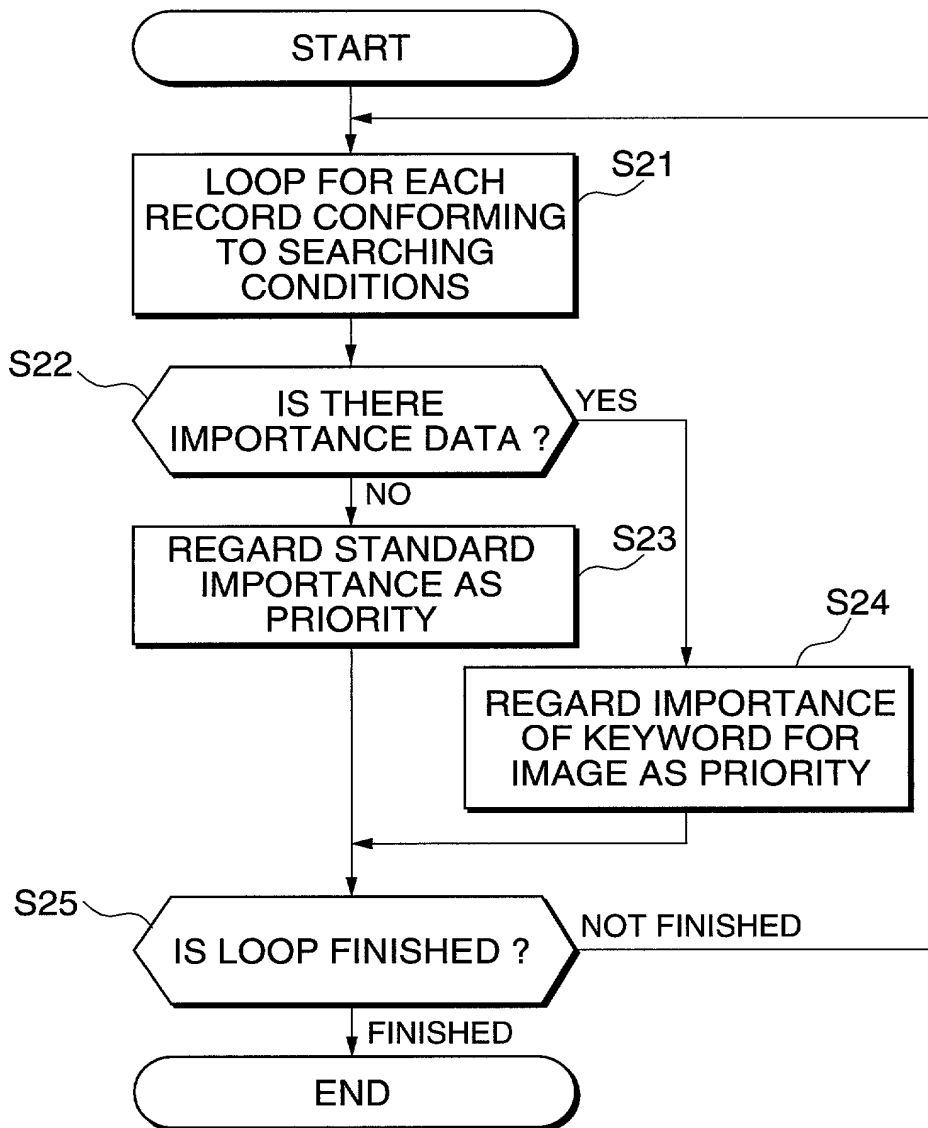 START
LOOP FOR EACH
RECORD CONFORMING
TO SEARCHING
CONDITIONS
S21
S22
IS THERE
IMPORTANCE DATA ?
YES
NO
REGARD STANDARD
IMPORTANCE AS
PRIORITY
S23
S24
REGARD IMPORTANCE
OF KEYWORD FOR
IMAGE AS PRIORITY
S25
IS LOOP FINISHED ?
NOT FINISHED
FINISHED
END